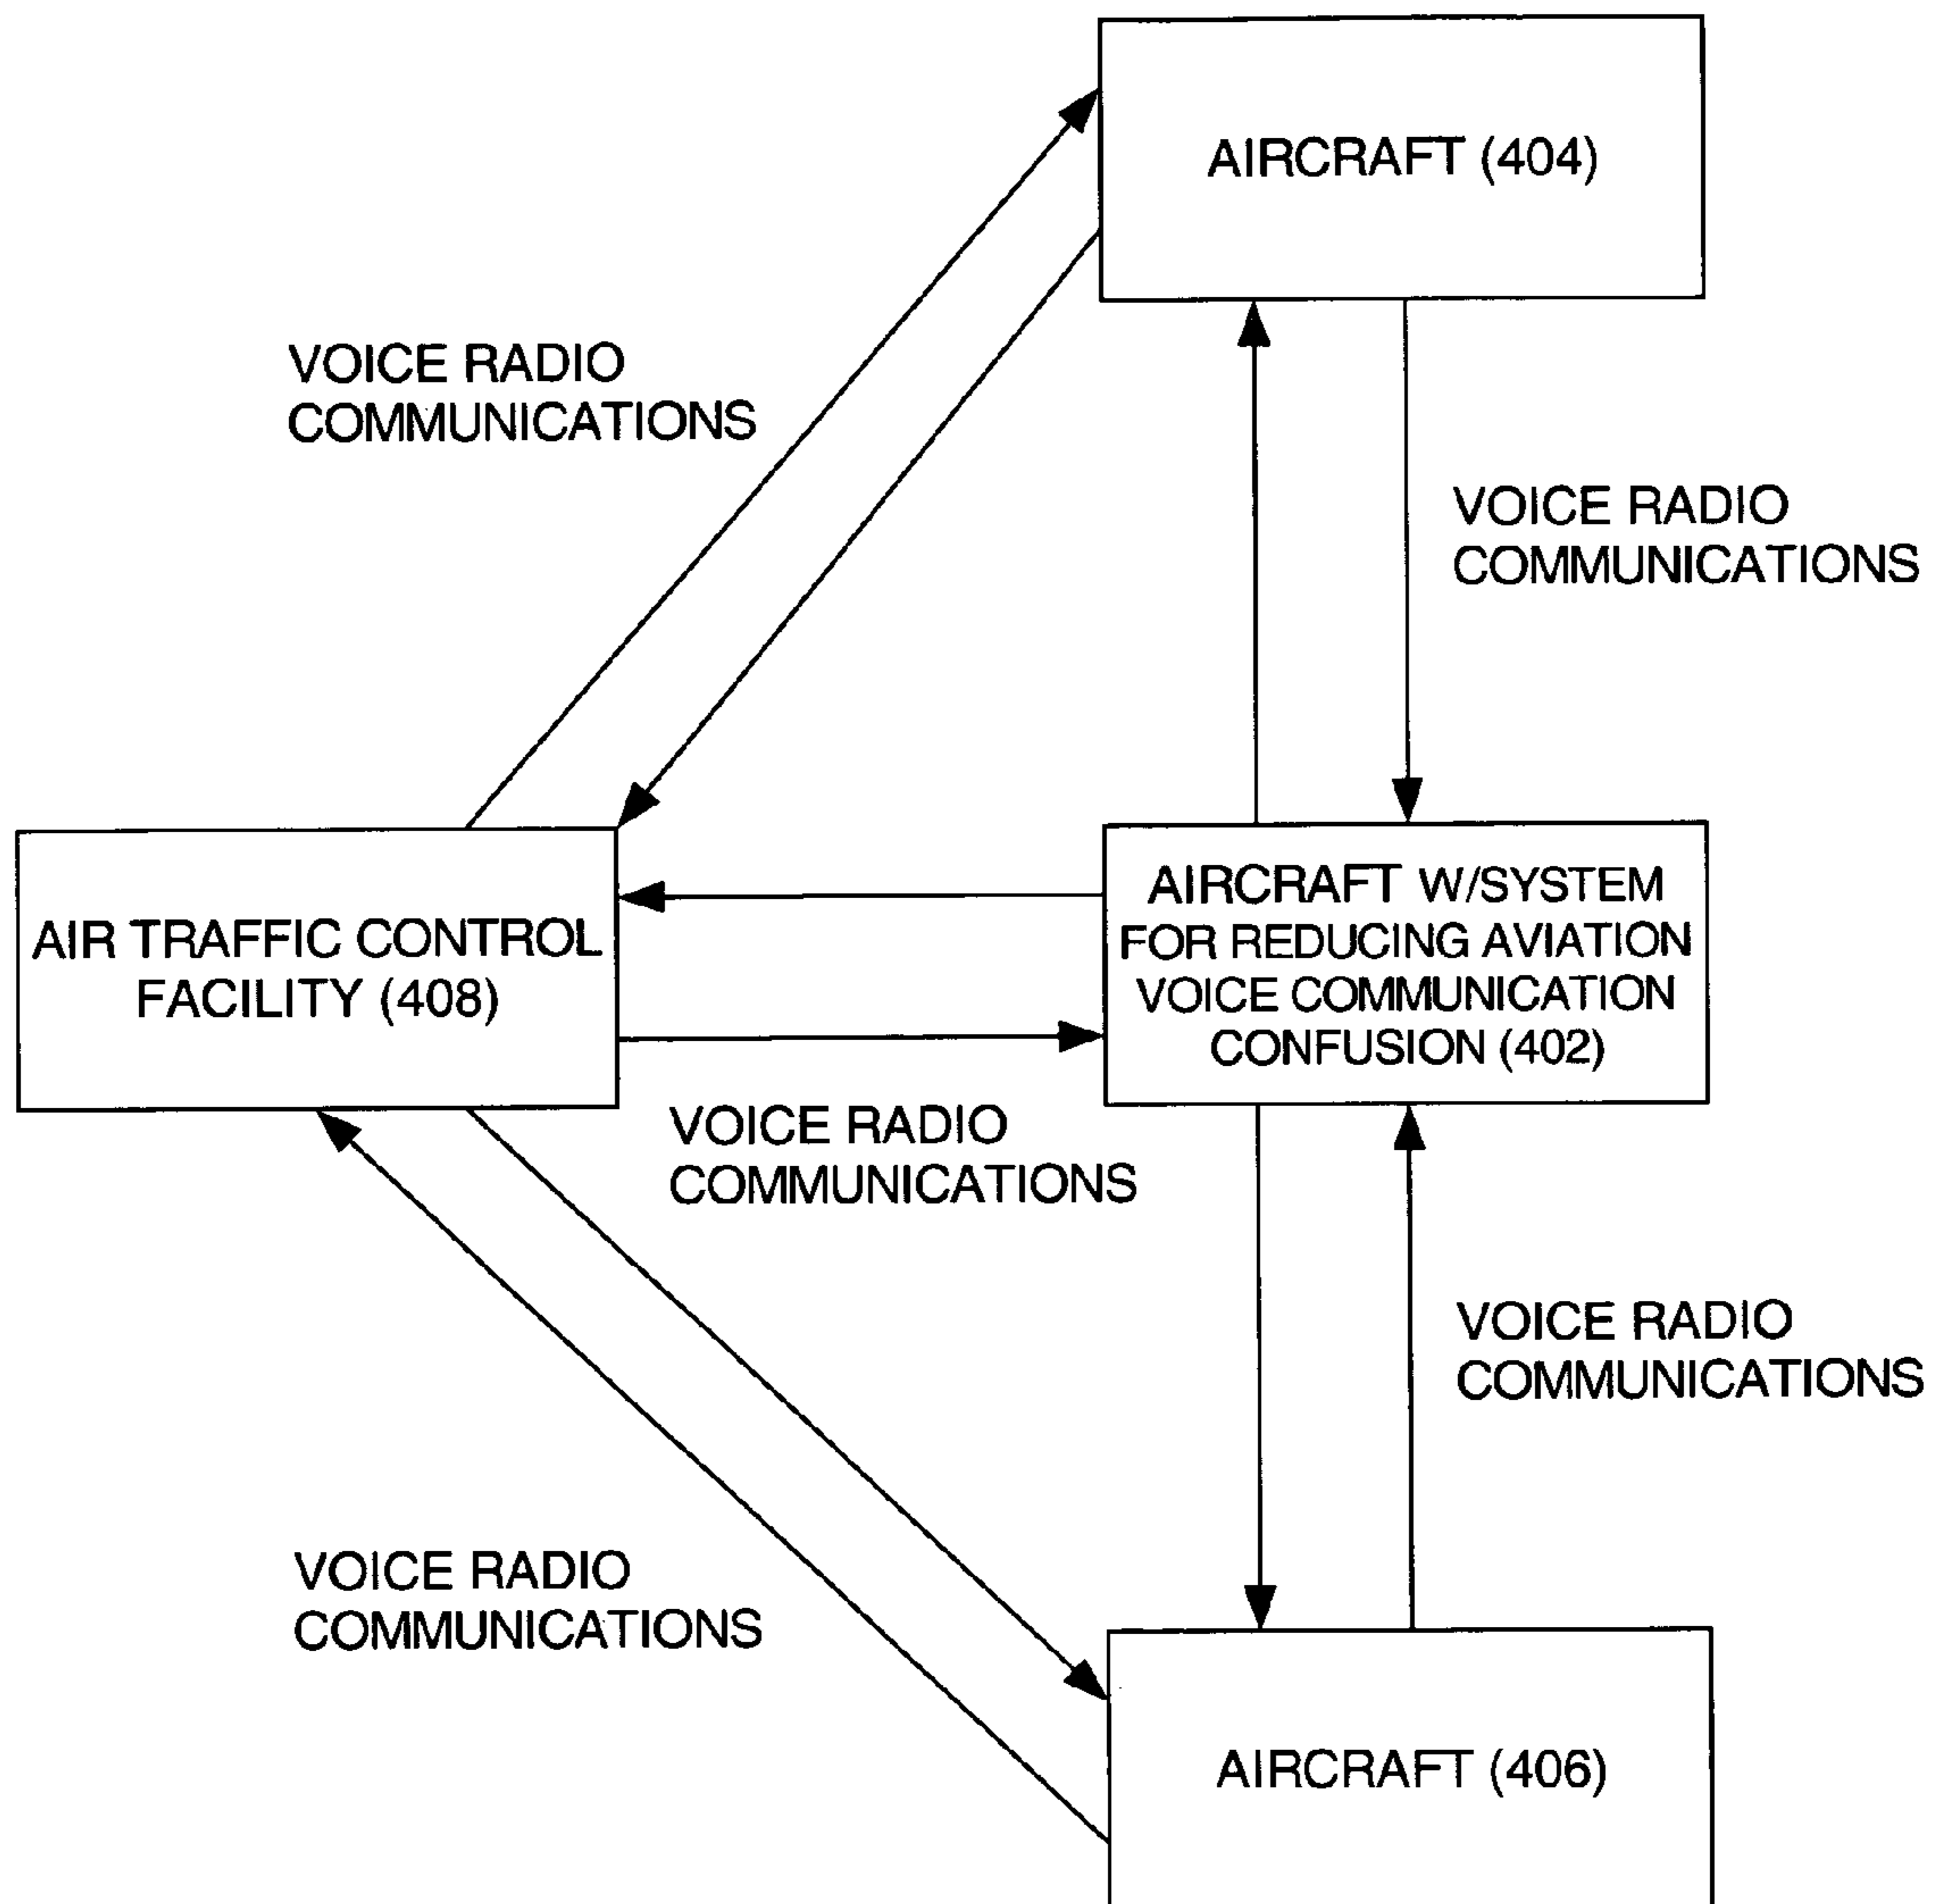 AIRCRAFT (404)
VOICE RADIO
COMMUNICATIONS
VOICE RADIO
COMMUNICATIONS
AIR TRAFFIC CONTROL
FACILITY (408)
AIRCRAFT W/SYSTEM
FOR REDUCING AVIATION
VOICE COMMUNICATION
CONFUSION (402)
VOICE RADIO
COMMUNICATIONS
VOICE RADIO
COMMUNICATIONS
VOICE RADIO
COMMUNICATIONS
AIRCRAFT (406)